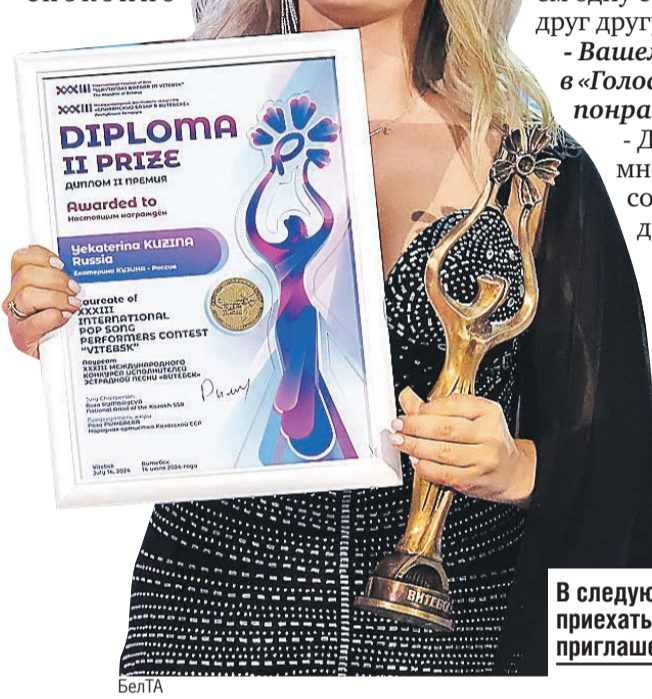 XXXIII International Festival of Arts
"SLAVIANSKI BAZAAR IN VITEBSK"
The Republic of Belarus
XXXIII Международный фестиваль искусств
«СЛАВЯНСКИЙ БАЗАР В ВИТЕБСКЕ»
Республика Беларусь
DIPLOMA
II PRIZE
ДИПЛОМ II ПРЕМИЯ
Awarded to
Настоящим награждён
Yekaterina KUZINA
Russia
Екатерина КУЗИНА - Россия
aureate of
XXXIII
INTERNATIONAL
POP SONG
PERFORMERS CONTEST
"VITEBSK"
Лауреат
XXXIII МЕЖДУНАРОДНОГО
КОНКУРСА ИСПОЛНИТЕЛЕЙ
ЭСТРАДНОЙ ПЕСНИ «ВИТЕБСК»
Jury Chairperson
Roza RYMBAYEVA
National Artist of the Kazakh SSR
Председатель жюри
Роза РЫМБАЕВА
Народная артистка Казахской ССР
Vitebsk
July 14, 2024
Витебск
14 июля 2024 года
ВИТЕБСК
друг друг
- Ваше
в «Голос
понра
- Д
мн
со
д
В следую
приехать
приглаше
БелТА